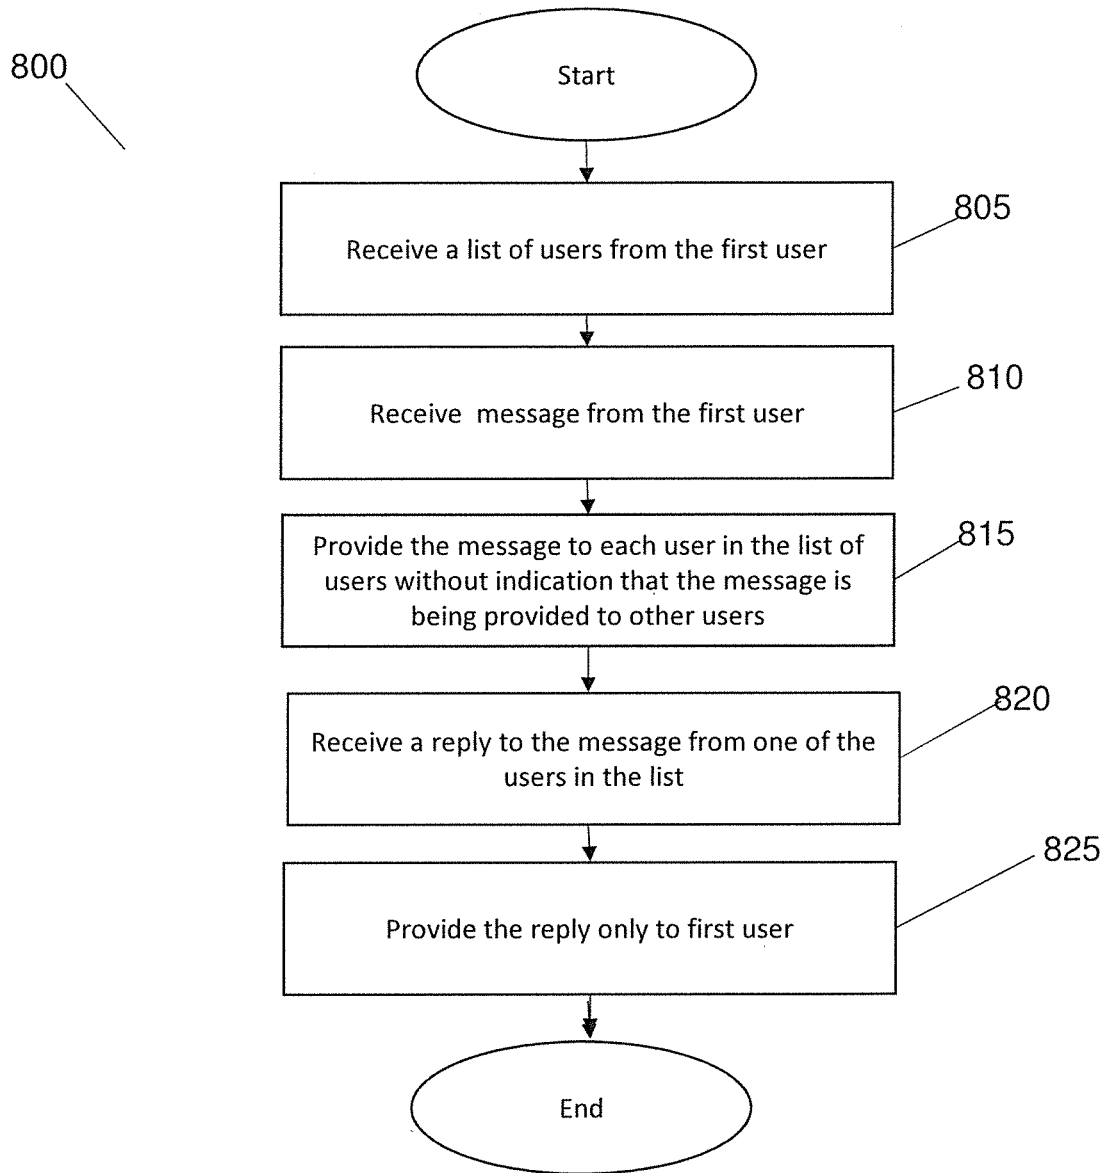 800
Start
805
Receive a list of users from the first user
810
Receive  message from the first user
815
Provide the message to each user in the list of
users without indication that the message is
being provided to other users
820
Receive a reply to the message from one of the
users in the list
825
Provide the reply only to first user
End